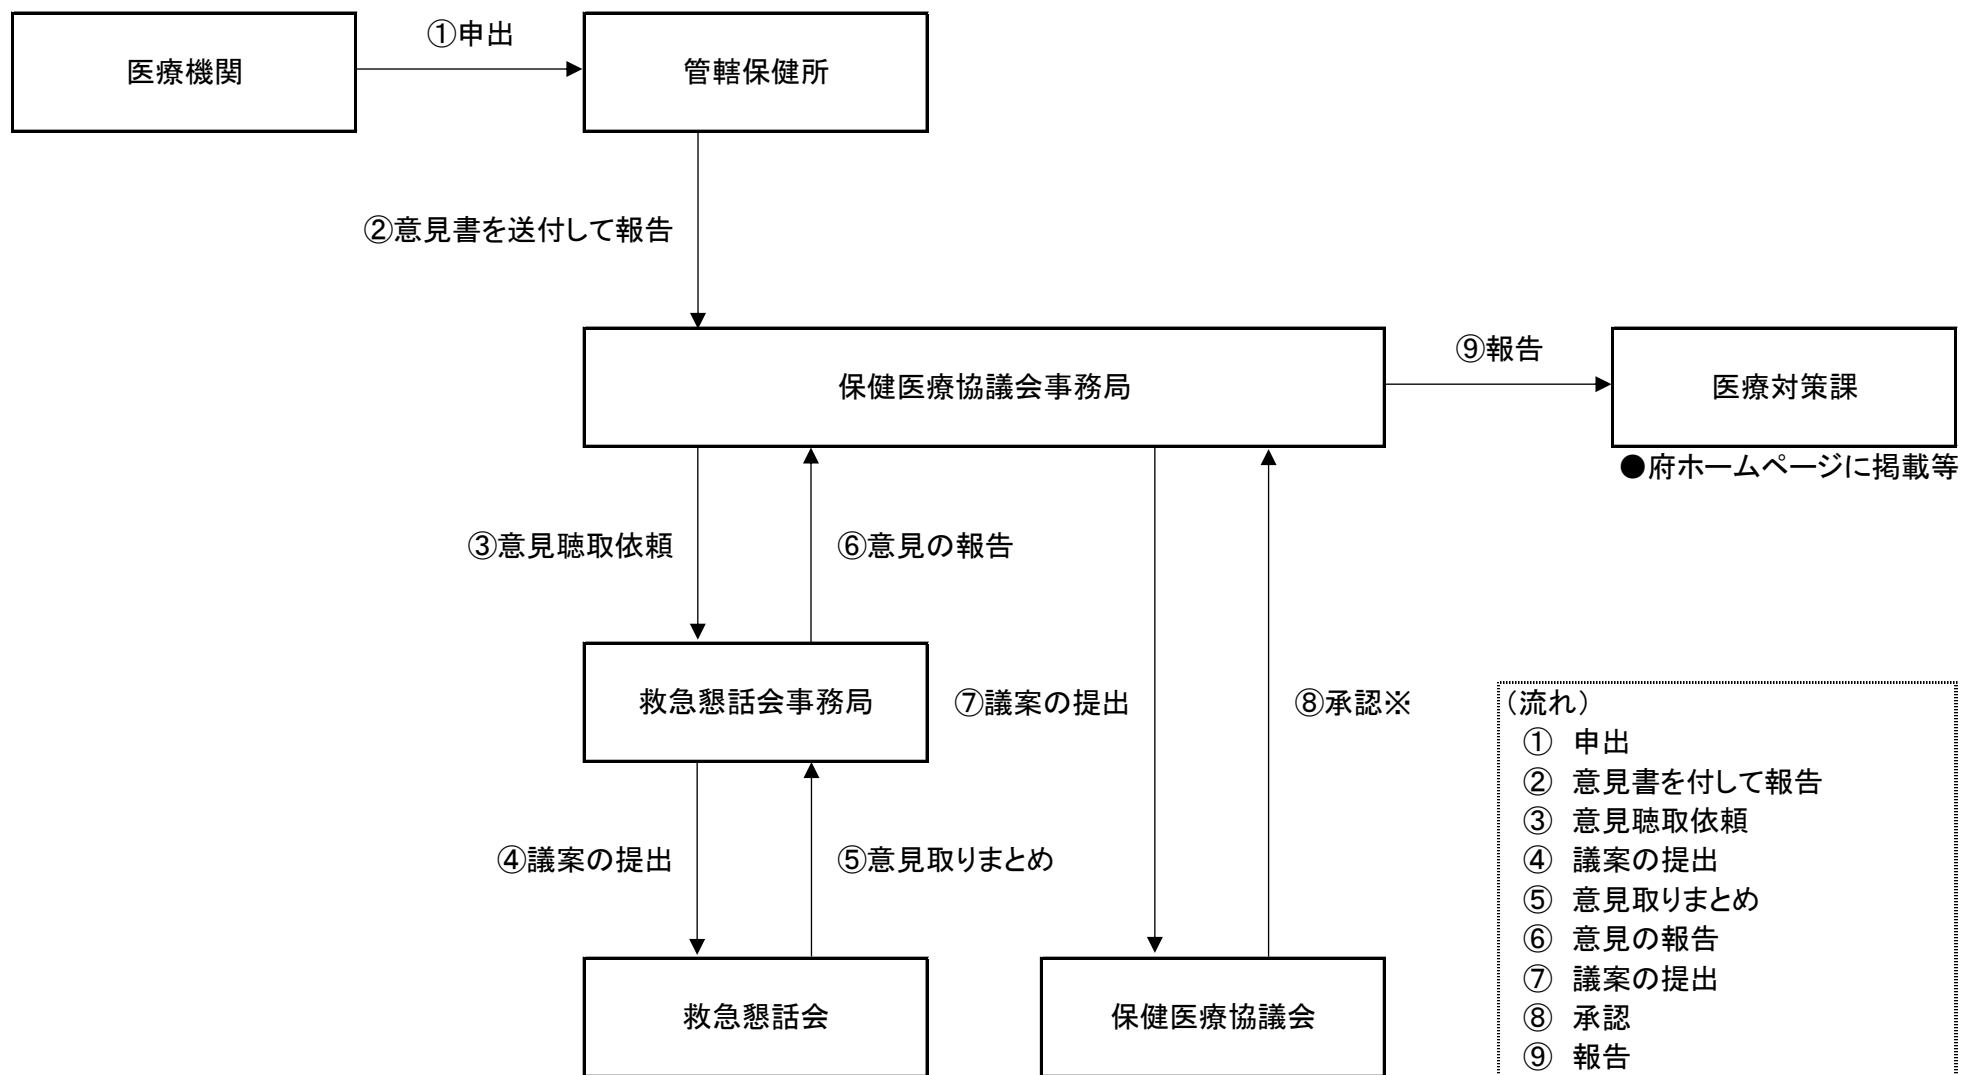 ①申出
医療機関
管轄保健所
②意見書を送付して報告
⑨報告
保健医療協議会事務局
医療対策課
●府ホームページに掲載等
③意見聴取依頼
⑥意見の報告
救急懇話会事務局
⑦議案の提出
⑧承認※
④議案の提出
⑤意見取りまとめ
救急懇話会
保健医療協議会
(流れ)
① 申出
② 意見書を付して報告
③ 意見聴取依頼
④ 議案の提出
⑤ 意見取りまとめ
⑥ 意見の報告
⑦ 議案の提出
⑧ 承認
⑨ 報告